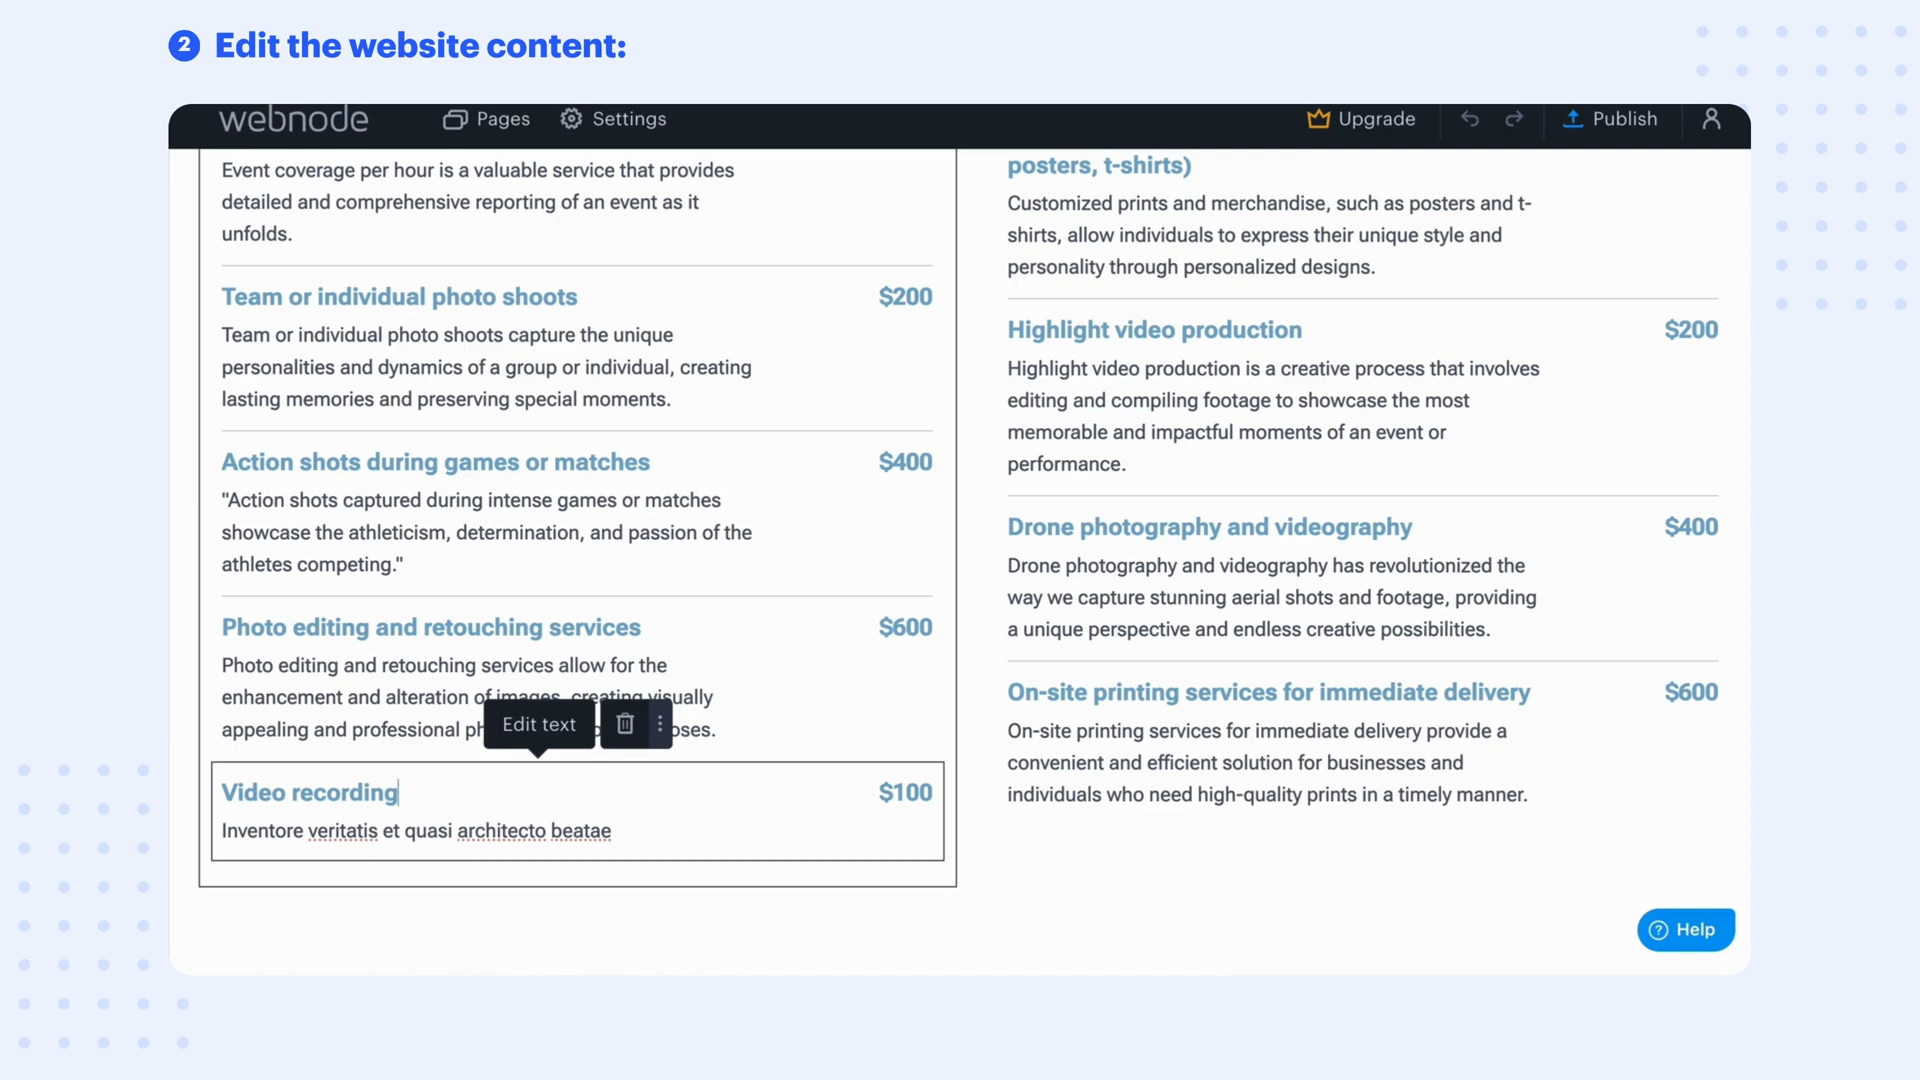 2 Edit the website content:
webnode Pages Settings Upgrade Publish
Event coverage per hour is a valuable service that provides
detailed and comprehensive reporting of an event as it
unfolds.
Team or individual photo shoots $200
Team or individual photo shoots capture the unique
personalities and dynamics of a group or individual, creating
lasting memories and preserving special moments.
Action shots during games or matches $400
"Action shots captured during intense games or matches
showcase the athleticism, determination, and passion of the
athletes competing."
Photo editing and retouching services $600
Photo editing and retouching services allow for the
enhancement and alteration of images, creating visually
appealing and professional
Edit text
Video recording $100
Inventore veritatis et quasi architecto beatae
posters, t-shirts)
Customized prints and merchandise, such as posters and t-
shirts, allow individuals to express their unique style and
personality through personalized designs.
Highlight video production $200
Highlight video production is a creative process that involves
editing and compiling footage to showcase the most
memorable and impactful moments of an event or
performance.
Drone photography and videography $400
Drone photography and videography has revolutionized the
way we capture stunning aerial shots and footage, providing
a unique perspective and endless creative possibilities.
On-site printing services for immediate delivery $600
On-site printing services for immediate delivery provide a
convenient and efficient solution for businesses and
individuals who need high-quality prints in a timely manner.
? Help